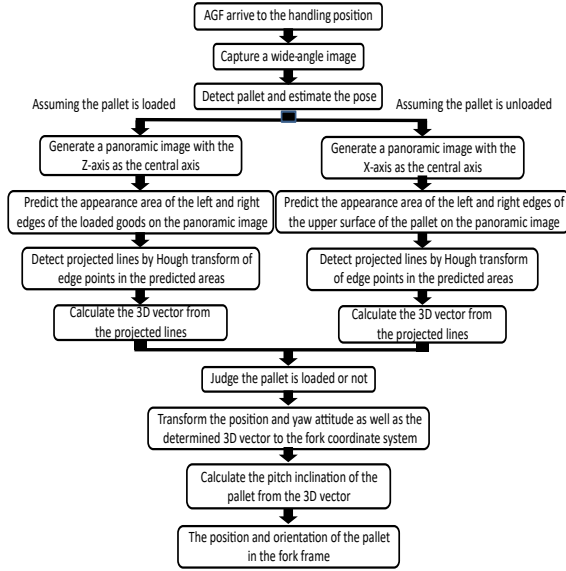 AGF arrive to the handling position
Capture a wide-angle image
Detect pallet and estimate the pose
Assuming the pallet is loaded
Assuming the pallet is unloaded
Generate a panoramic image with the
Z-axis as the central axis
Generate a panoramic image with the
X-axis as the central axis
Predict the appearance area of the left and right
edges of the loaded goods on the panoramic image
Predict the appearance area of the left and right edges of
the upper surface of the pallet on the panoramic image
Detect projected lines by Hough transform of
edge points in the predicted areas
Detect projected lines by Hough transform
of edge points in the predicted areas
Calculate the 3D vector from
the projected lines
Calculate the 3D vector from
the projected lines
Judge the pallet is loaded or not
Transform the position and yaw attitude as well as the
determined 3D vector to the fork coordinate system
Calculate the pitch inclination of the
pallet from the 3D vector
The position and orientation of the pallet
in the fork frame